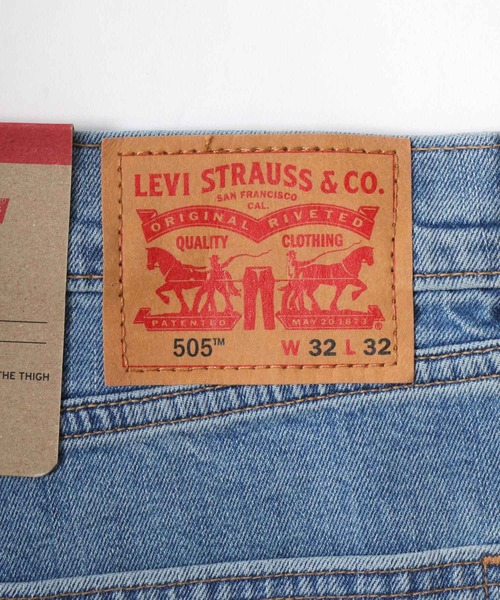 LEVI STRAUSS & CO.
SAN FRANCISCO
CAL.
ORIGINAL RIVETED
QUALITY CLOTHING
PATENTED MAY 20 1873
®
505™ W 32 L 32
THE THIGH